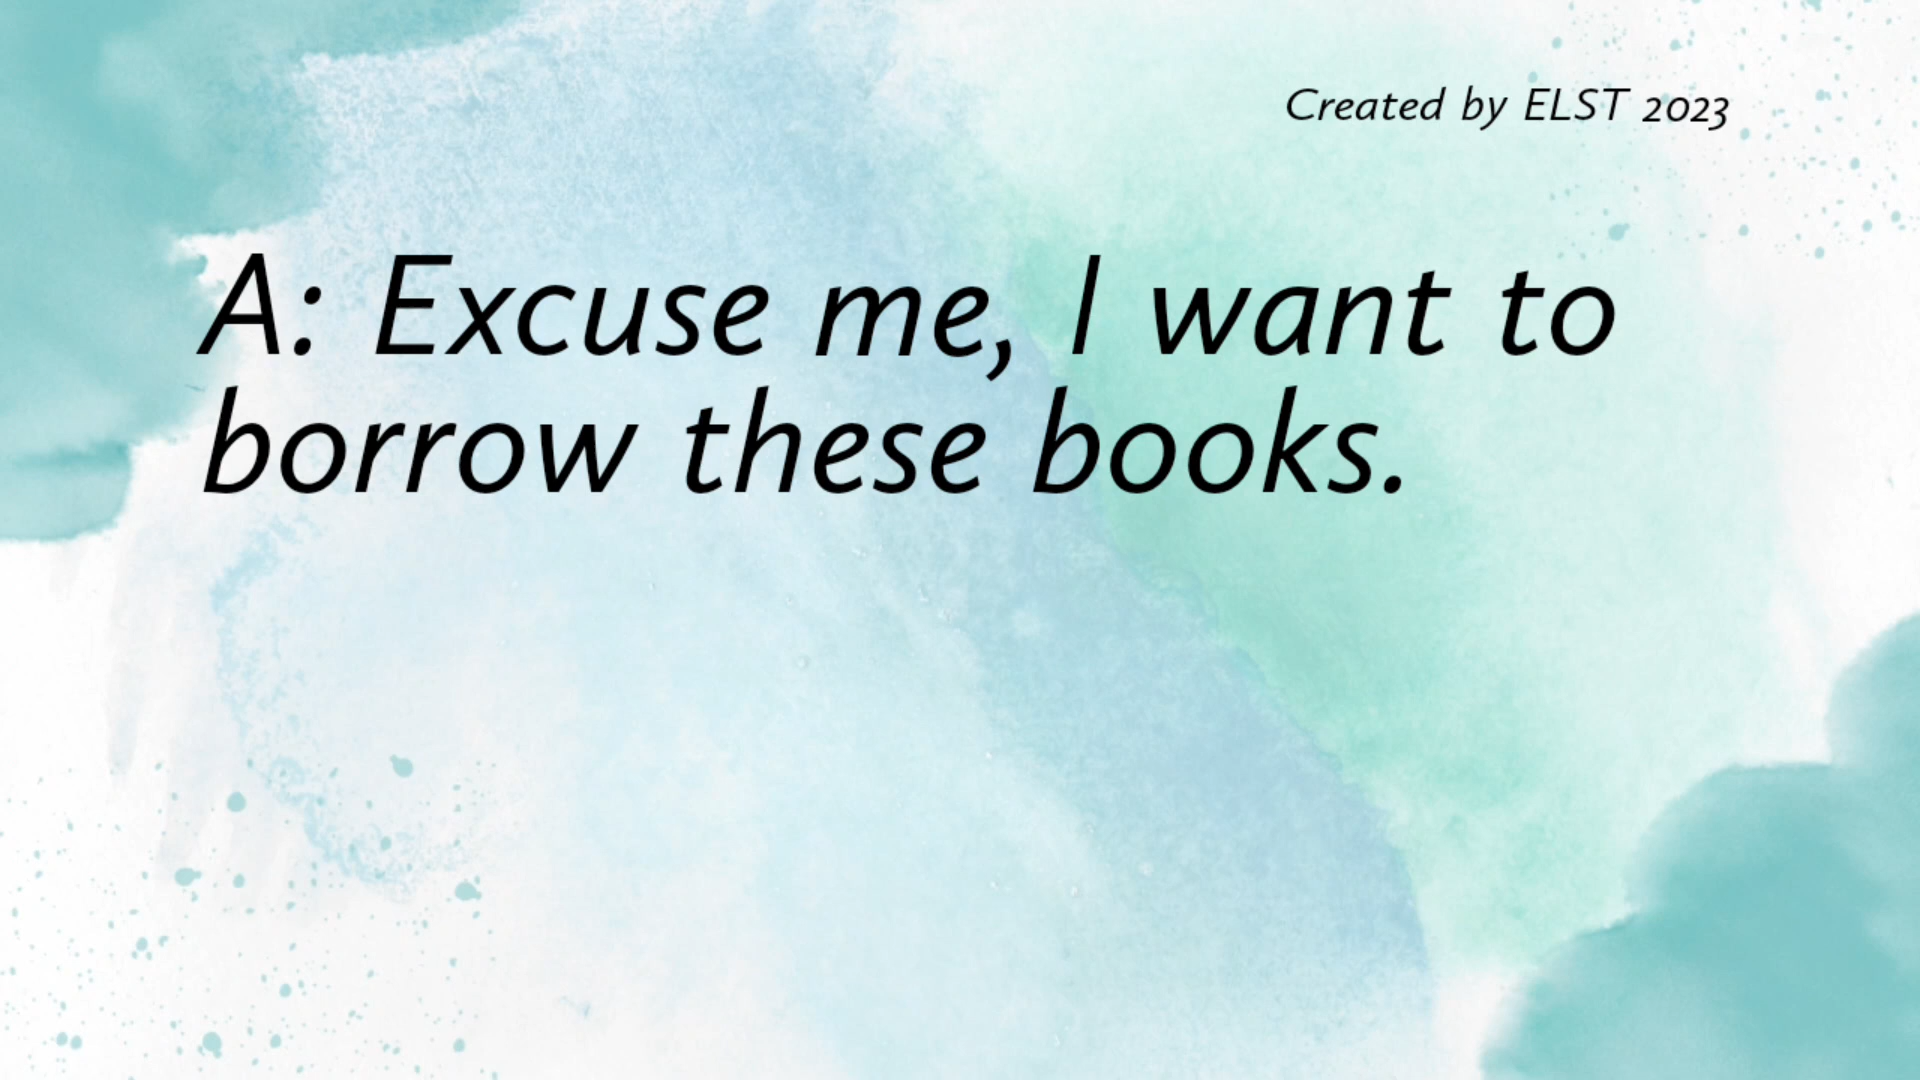 Created by ELST 2023
A: Excuse me, I want to
borrow these books.